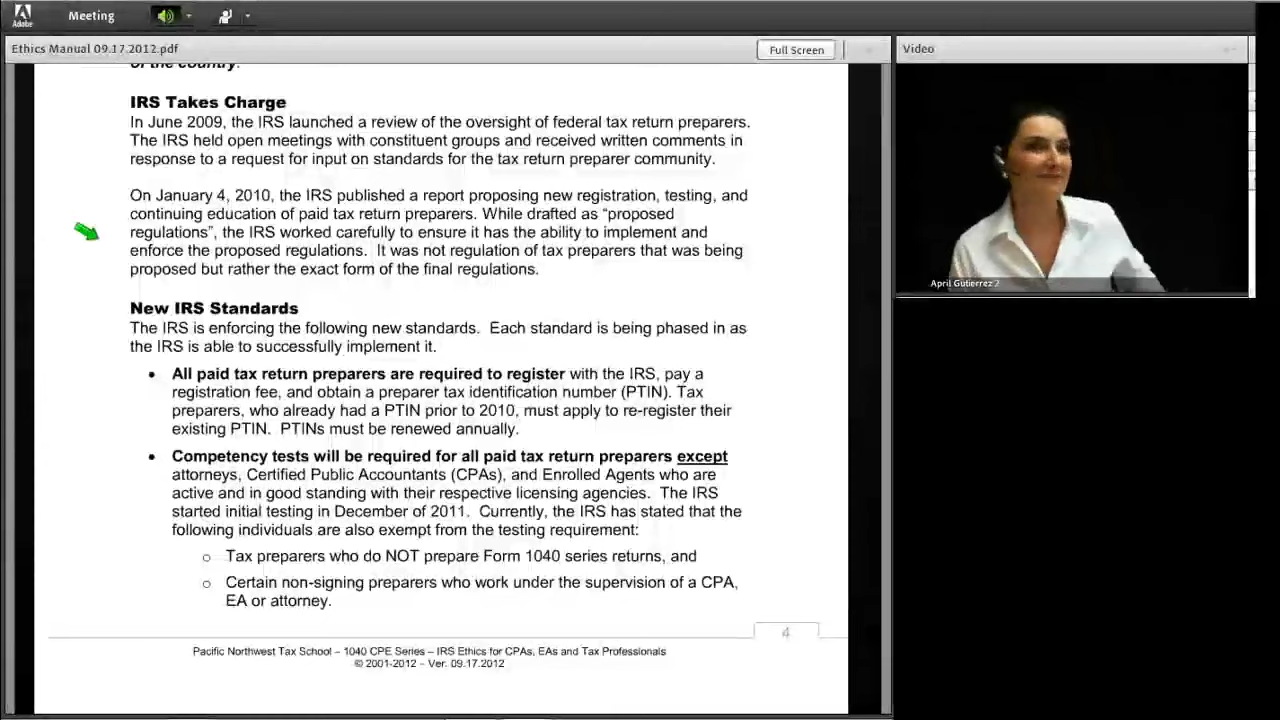 Adobe
Meeting
Ethics Manual 09.17.2012.pdf
Full Screen
Video
of the country.
IRS Takes Charge
In June 2009, the IRS launched a review of the oversight of federal tax return preparers.
The IRS held open meetings with constituent groups and received written comments in
response to a request for input on standards for the tax return preparer community.
On January 4, 2010, the IRS published a report proposing new registration, testing, and
continuing education of paid tax return preparers. While drafted as “proposed
regulations”, the IRS worked carefully to ensure it has the ability to implement and
enforce the proposed regulations. It was not regulation of tax preparers that was being
proposed but rather the exact form of the final regulations.
New IRS Standards
The IRS is enforcing the following new standards. Each standard is being phased in as
the IRS is able to successfully implement it.
• All paid tax return preparers are required to register with the IRS, pay a
registration fee, and obtain a preparer tax identification number (PTIN). Tax
preparers, who already had a PTIN prior to 2010, must apply to re-register their
existing PTIN. PTINs must be renewed annually.
• Competency tests will be required for all paid tax return preparers except
attorneys, Certified Public Accountants (CPAs), and Enrolled Agents who are
active and in good standing with their respective licensing agencies. The IRS
started initial testing in December of 2011. Currently, the IRS has stated that the
following individuals are also exempt from the testing requirement:
o Tax preparers who do NOT prepare Form 1040 series returns, and
o Certain non-signing preparers who work under the supervision of a CPA,
EA or attorney.
4
Pacific Northwest Tax School – 1040 CPE Series – IRS Ethics for CPAs, EAs and Tax Professionals
© 2001-2012 – Ver. 09.17.2012
April Gutierrez 2